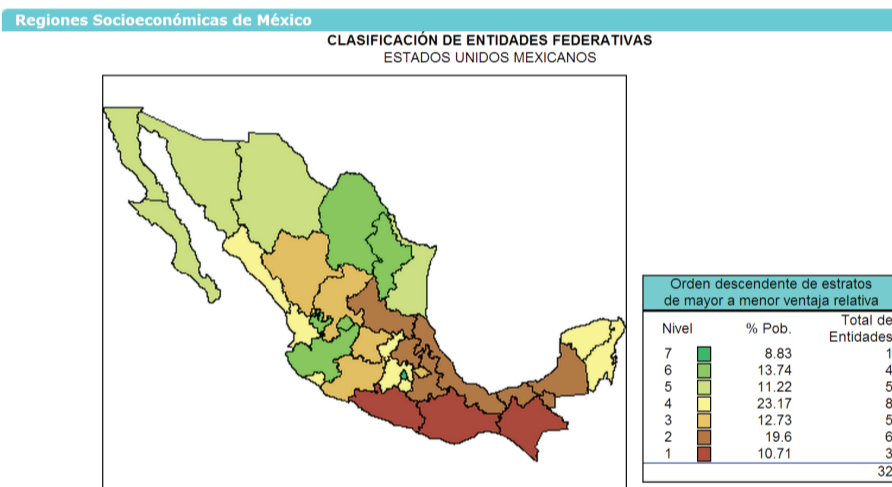 Regiones Socioeconómicas de México
CLASIFICACIÓN DE ENTIDADES FEDERATIVAS
ESTADOS UNIDOS MEXICANOS
Orden descendente de estratos
de mayor a menor ventaja relativa
Nivel % Pob. Total de
Entidades
7 8.83 1
6 13.74 4
5 11.22 5
4 23.17 8
3 12.73 5
2 19.6 6
1 10.71 3
32